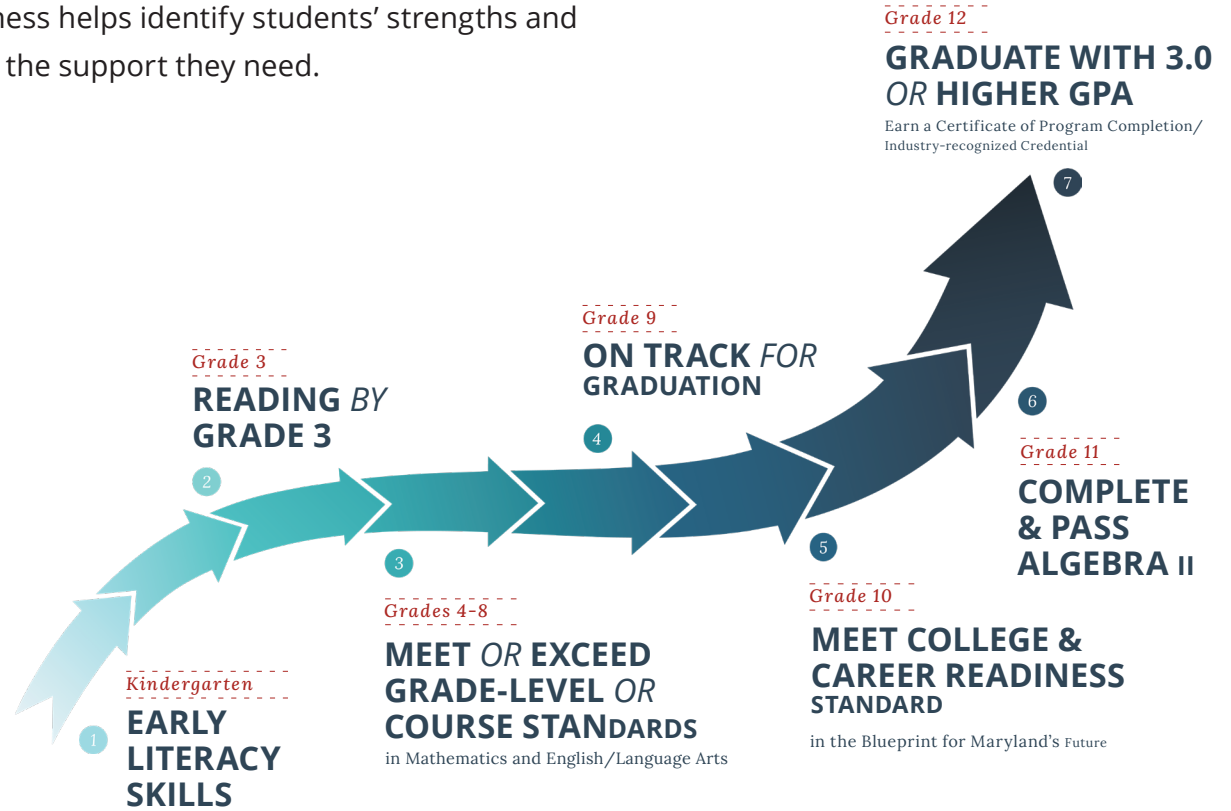 ness helps identify students’ strengths and
the support they need.
Grade 12
GRADUATE WITH 3.0
OR HIGHER GPA
Earn a Certificate of Program Completion/
Industry-recognized Credential
7
Grade 9
ON TRACK FOR
GRADUATION
4
Grade 3
READING BY
GRADE 3
2
6
Grade 11
COMPLETE
& PASS
ALGEBRA II
3
Grades 4-8
MEET OR EXCEED
GRADE-LEVEL OR
COURSE STANDARDS
in Mathematics and English/Language Arts
5
Grade 10
MEET COLLEGE &
CAREER READINESS
STANDARD
in the Blueprint for Maryland’s Future
Kindergarten
1
EARLY
LITERACY
SKILLS